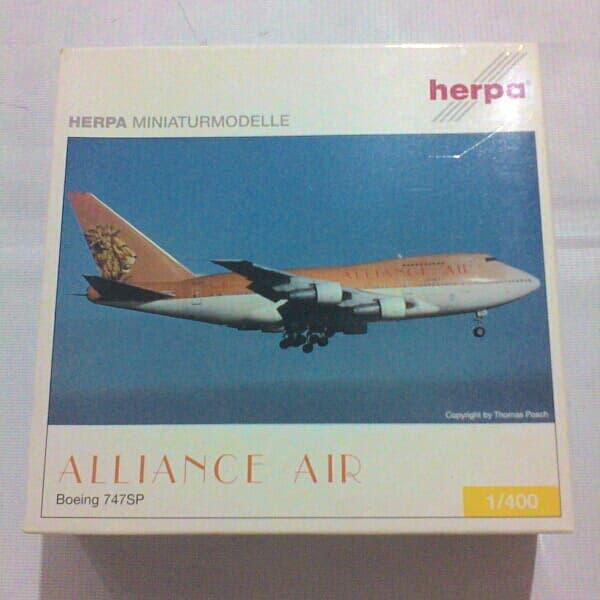 herpa
HERPA MINIATURMODELLE
ALLIANCE AIR
Copyright by Thomas Posch
ALLIANCE AIR
Boeing 747SP
1/400